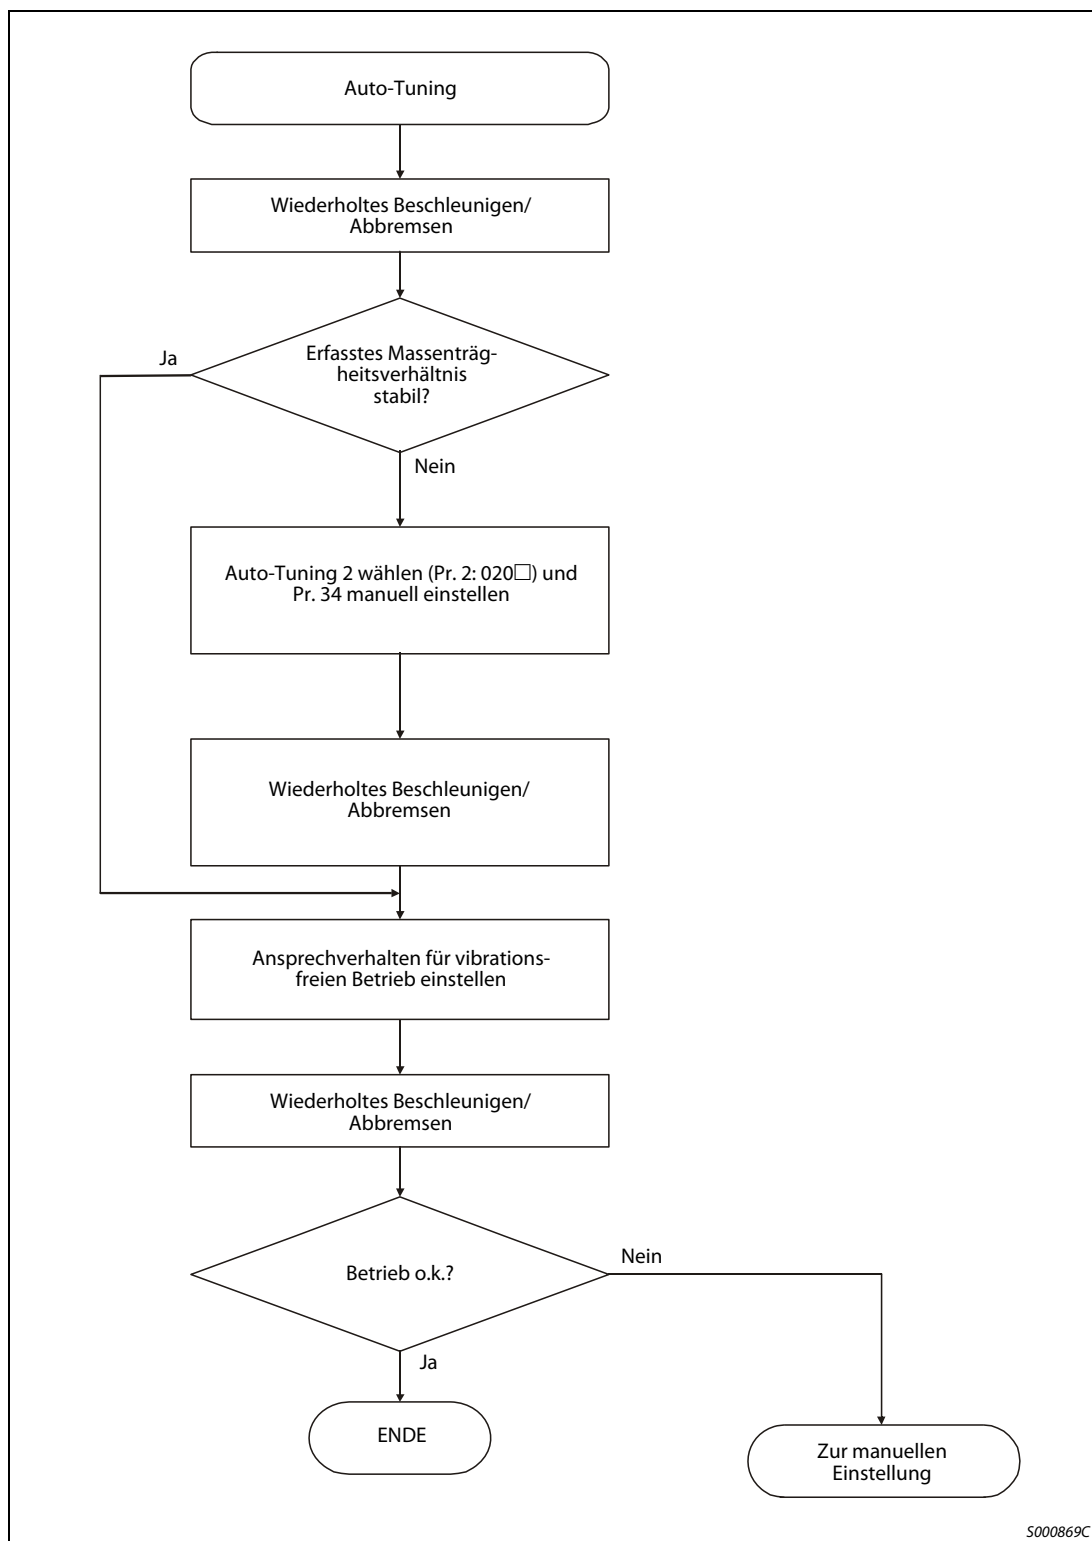 Auto-Tuning
Wiederholtes Beschleunigen/
Abbremsen
Erfasstes Massenträg-
heitsverhältnis
stabil?
Ja
Nein
Auto-Tuning 2 wählen (Pr. 2: 020□) und
Pr. 34 manuell einstellen
Wiederholtes Beschleunigen/
Abbremsen
Ansprechverhalten für vibrations-
freien Betrieb einstellen
Wiederholtes Beschleunigen/
Abbremsen
Betrieb o.k.?
Nein
Ja
ENDE
Zur manuellen
Einstellung
S000869C